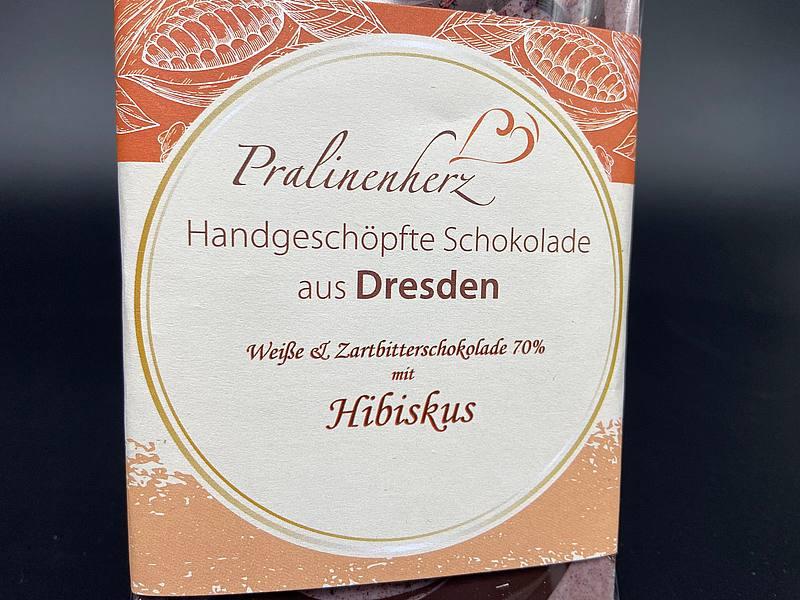 Pralinenherz
Handgeschöpfte Schokolade
aus Dresden
Weiße & Zartbitterschokolade 70%
mit
Hibiskus